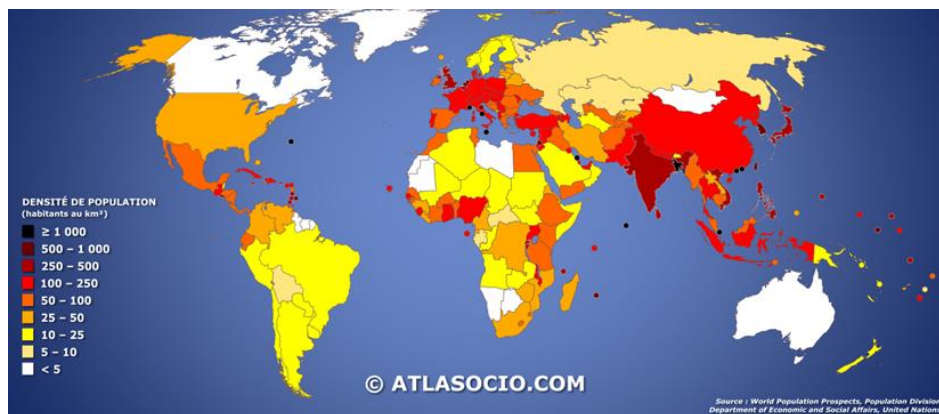 DENSITÉ DE POPULATION
(habitants au km²)
≥ 1 000
500 – 1 000
250 – 500
100 – 250
50 – 100
25 – 50
10 – 25
5 – 10
< 5
© ATLASOCIO.COM
Source : World Population Prospects, Population Division
Department of Economic and Social Affairs, United Nations